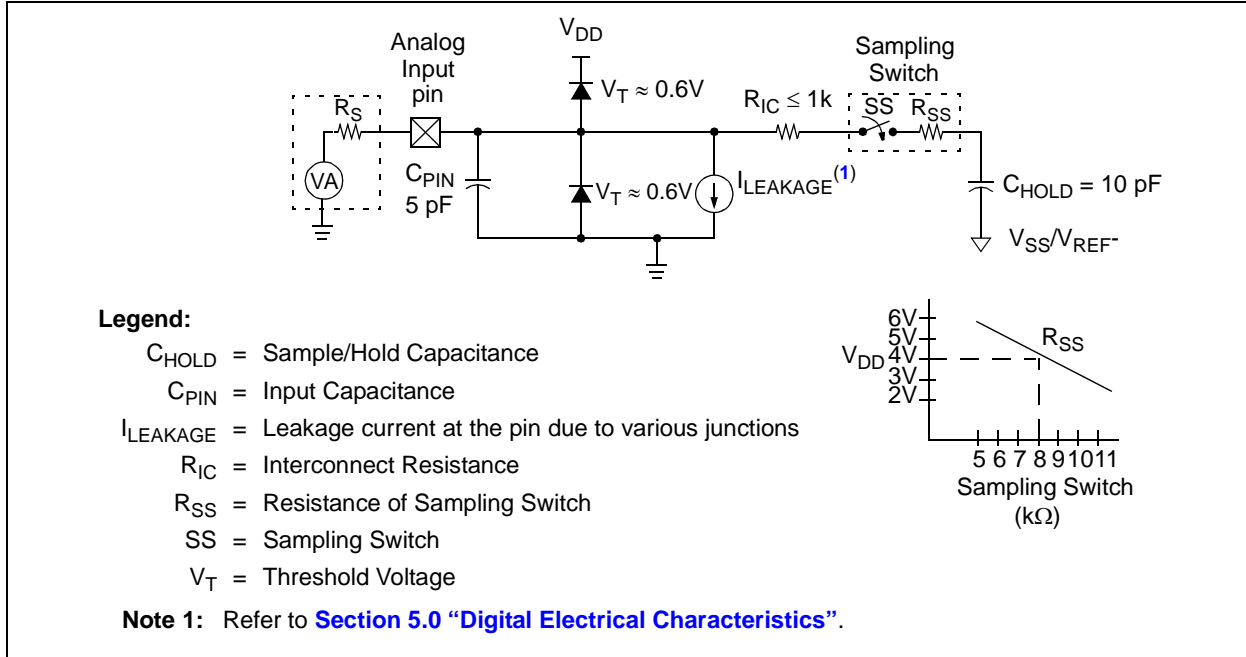 V_DD
Analog
Input
pin
Sampling
Switch
V_T ≈ 0.6V
R_IC ≤ 1k
SS
R_SS
R_S
VA
C_PIN
5 pF
V_T ≈ 0.6V
I_LEAKAGE(1)
C_HOLD = 10 pF
V_SS/V_REF-
Legend:
C_HOLD = Sample/Hold Capacitance
C_PIN = Input Capacitance
I_LEAKAGE = Leakage current at the pin due to various junctions
R_IC = Interconnect Resistance
R_SS = Resistance of Sampling Switch
SS = Sampling Switch
V_T = Threshold Voltage
6V
5V
V_DD 4V
3V
2V
R_SS
5 6 7 8 9 10 11
Sampling Switch
(kΩ)
Note 1: Refer to Section 5.0 “Digital Electrical Characteristics”.